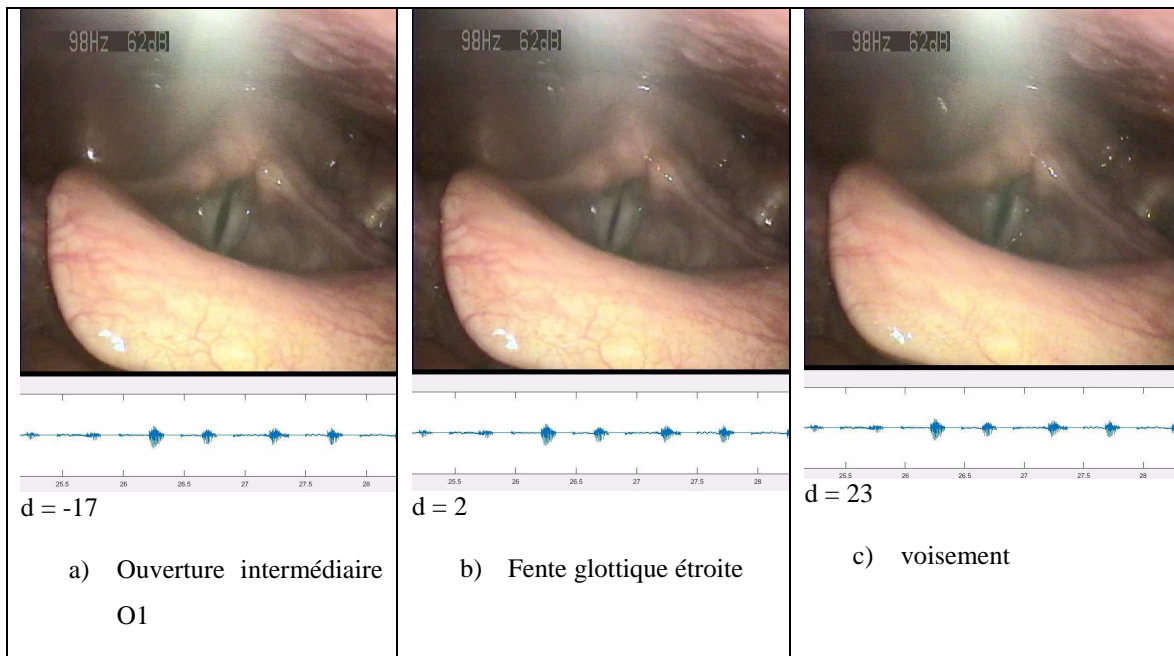 98Hz 62dB
98Hz 62dB
98Hz 62dB
25.5 26 26.5 27 27.5 28
25.5 26 26.5 27 27.5 28
25.5 26 26.5 27 27.5 28
d = -17
d = 2
d = 23
a) Ouverture intermédiaire
O1
b) Fente glottique étroite
c) voisement